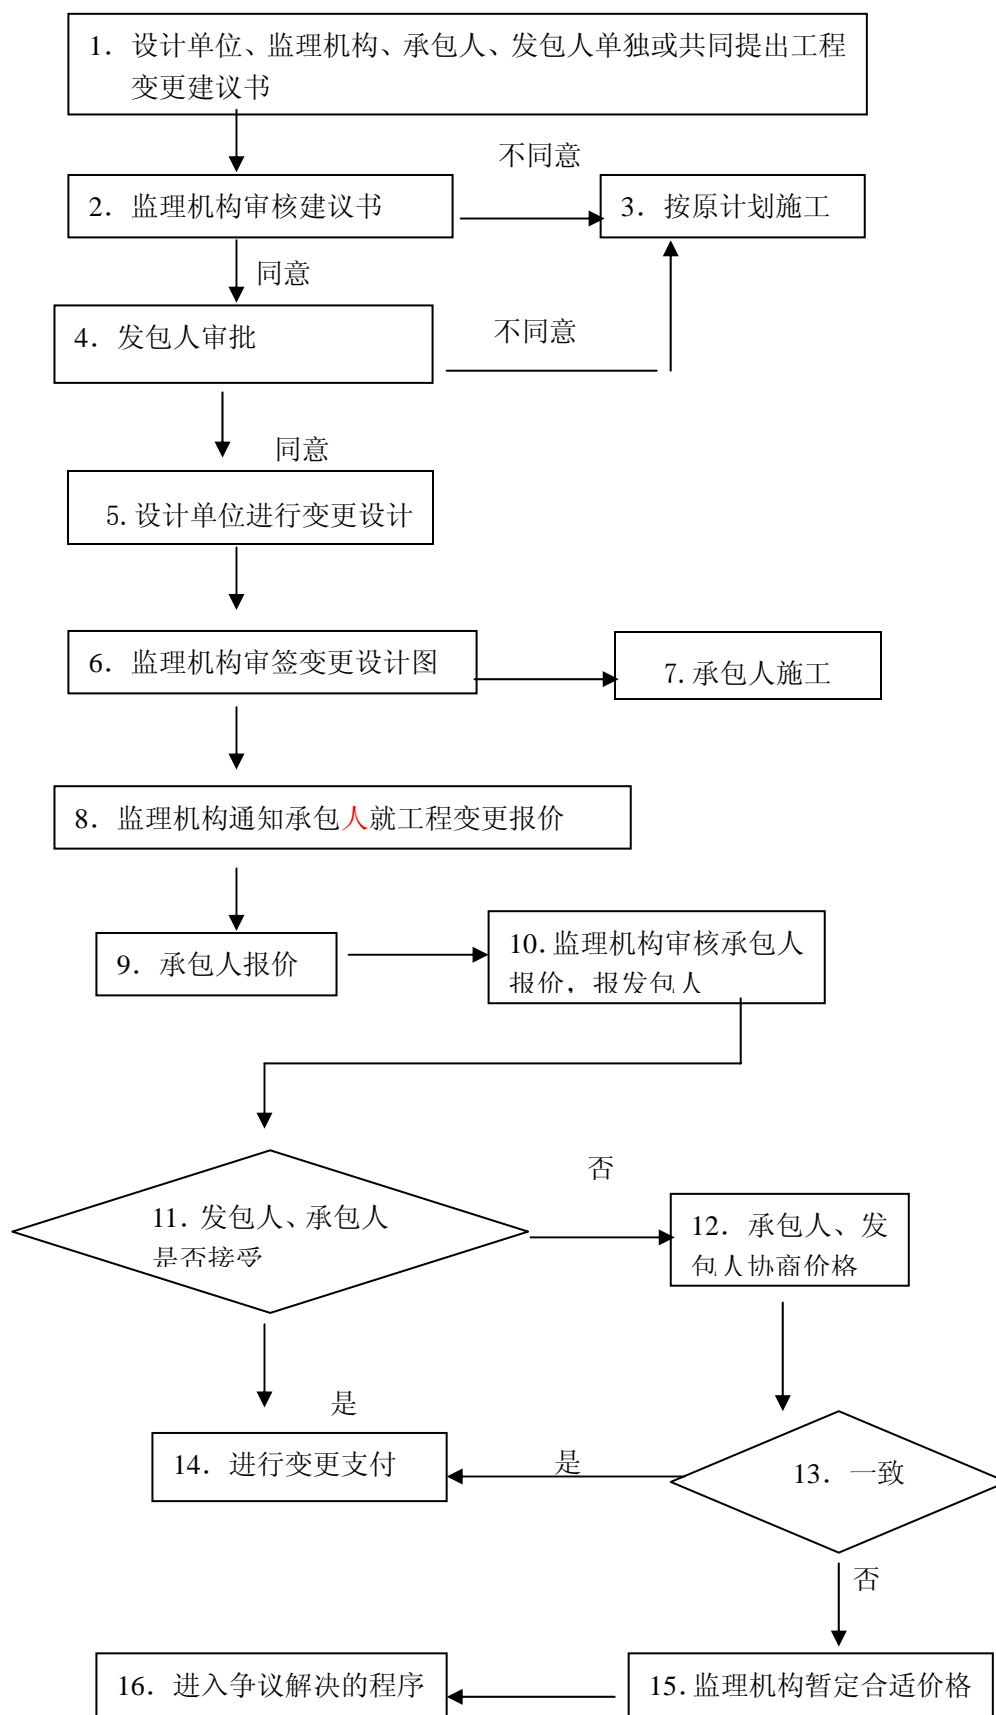 1. 设计单位、监理机构、承包人、发包人单独或共同提出工程
变更建议书
不同意
2. 监理机构审核建议书
3. 按原计划施工
同意
4. 发包人审批
不同意
同意
5.设计单位进行变更设计
6. 监理机构审签变更设计图
7.承包人施工
8. 监理机构通知承包人就工程变更报价
9. 承包人报价
10.监理机构审核承包人
报价，报发包人
否
11. 发包人、承包人
是否接受
12. 承包人、发
包人协商价格
是
14. 进行变更支付
是
13. 一致
否
16. 进入争议解决的程序
15.监理机构暂定合适价格